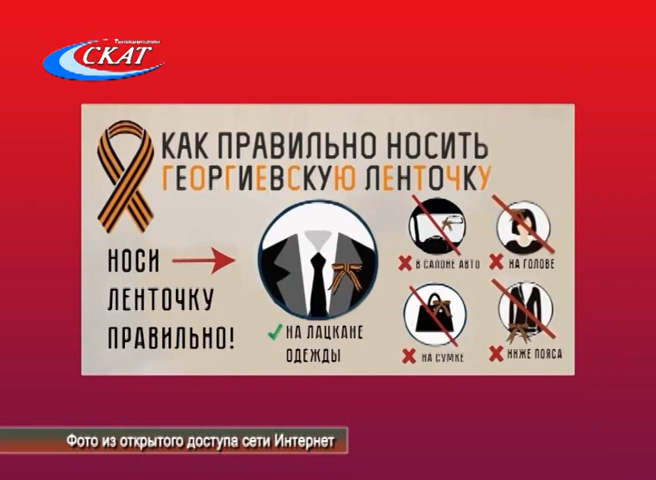 СКАТ
КАК ПРАВИЛЬНО НОСИТЬ
ГЕОРГИЕВСКУЮ ЛЕНТОЧКУ
НОСИ
ЛЕНТОЧКУ
ПРАВИЛЬНО!
НА ЛАЦКАНЕ
ОДЕЖДЫ
В САЛОНЕ АВТО
НА ГОЛОВЕ
НА СУМКЕ
НИЖЕ ПОЯСА
Фото из открытого доступа сети Интернет